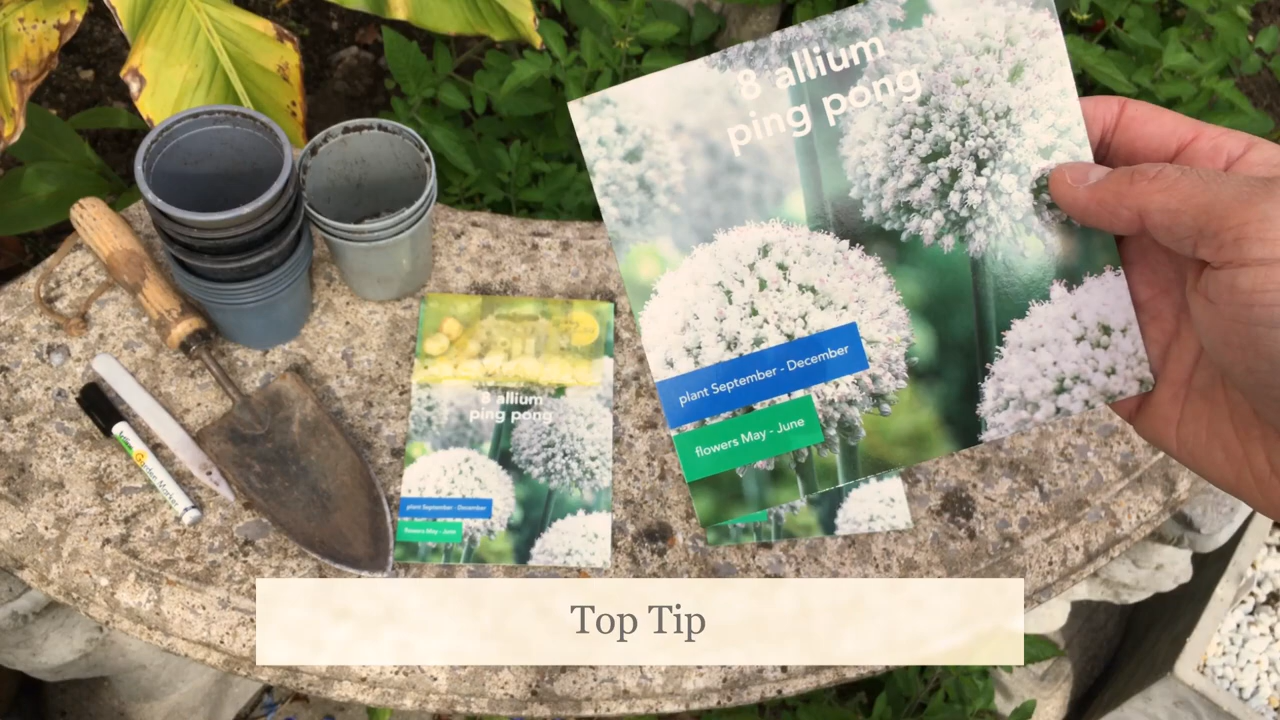 8 allium
ping pong
plant September - December
flowers May - June
8 allium
ping pong
plant September - December
flowers May - June
Top Tip